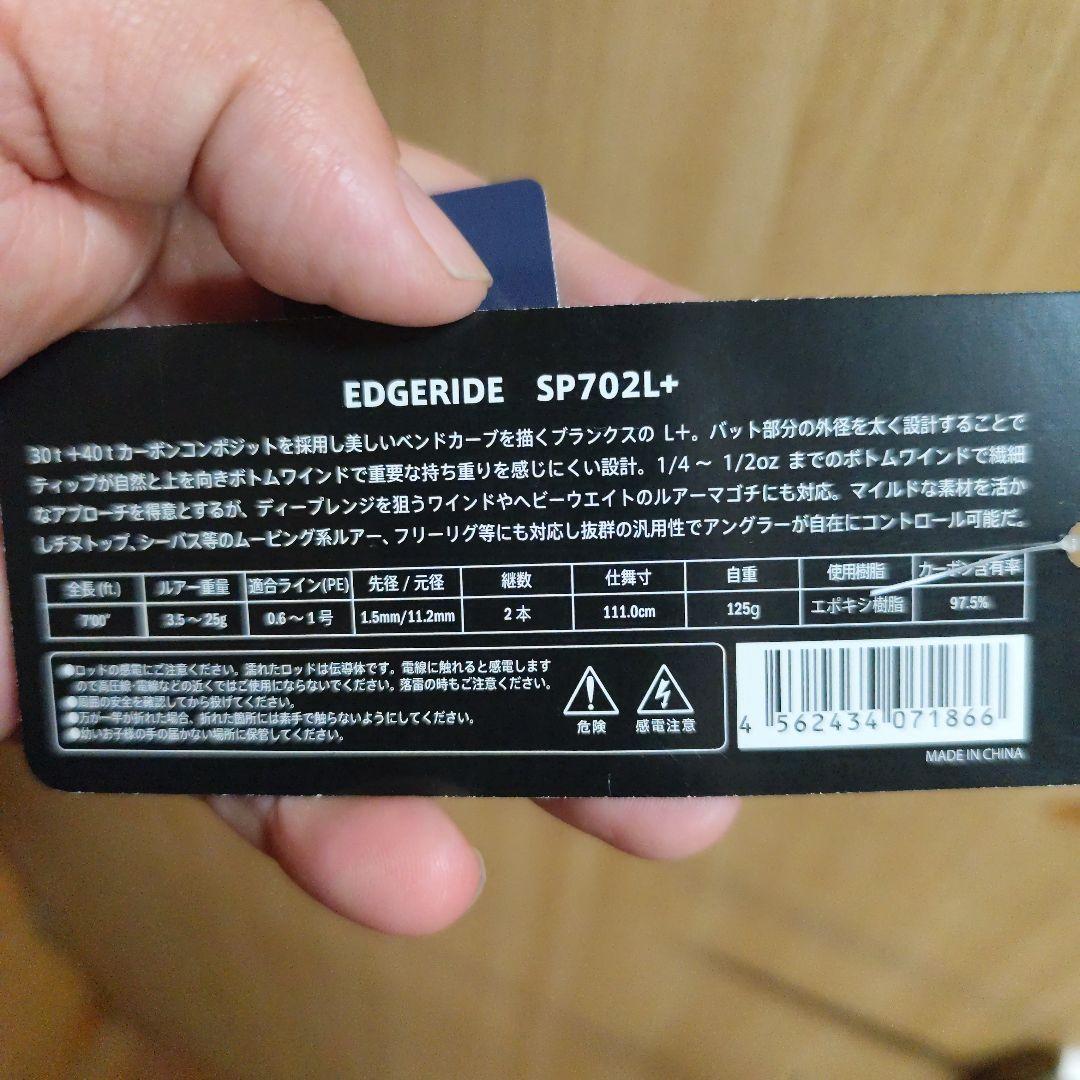 EDGERIDE SP702L+
30t+40tカーボンコンポジットを採用し美しいベンドカーブを描くブランクスの L+。バット部分の外径を太く設計することで
ティップが自然と上を向きボトムワインドで重要な持ち重りを感じにくい設計。1/4～ 1/2oz までのボトムワインドで繊細
なアプローチを得意とするが、ディープレンジを狙うワインドやヘビーウエイトのルアーマゴチにも対応。マイルドな素材を活か
しチヌトップ、シーバス等のムービング系ルアー、フリーリグ等にも対応し抜群の汎用性でアングラーが自在にコントロール可能だ。
全長(ft.) ルアー重量 適合ライン(PE) 先径 / 元径 継数 仕舞寸 自重 使用樹脂 カーボン含有率
7'00" 3.5～25g 0.6～1号 1.5mm/11.2mm 2本 111.0cm 125g エポキシ樹脂 97.5%
●ロッドの感電にご注意ください。濡れたロッドは伝導体です。電線に触れると感電します
ので高圧線・電線などの近くではご使用にならないでください。落雷の時もご注意ください。
●周囲の安全を確認してから投げてください。
●万が一竿が折れた場合、折れた箇所には素手で触らないようにしてください。
●幼いお子様の手の届かない場所に保管してください。
危険 感電注意
4 562434 071866
MADE IN CHINA